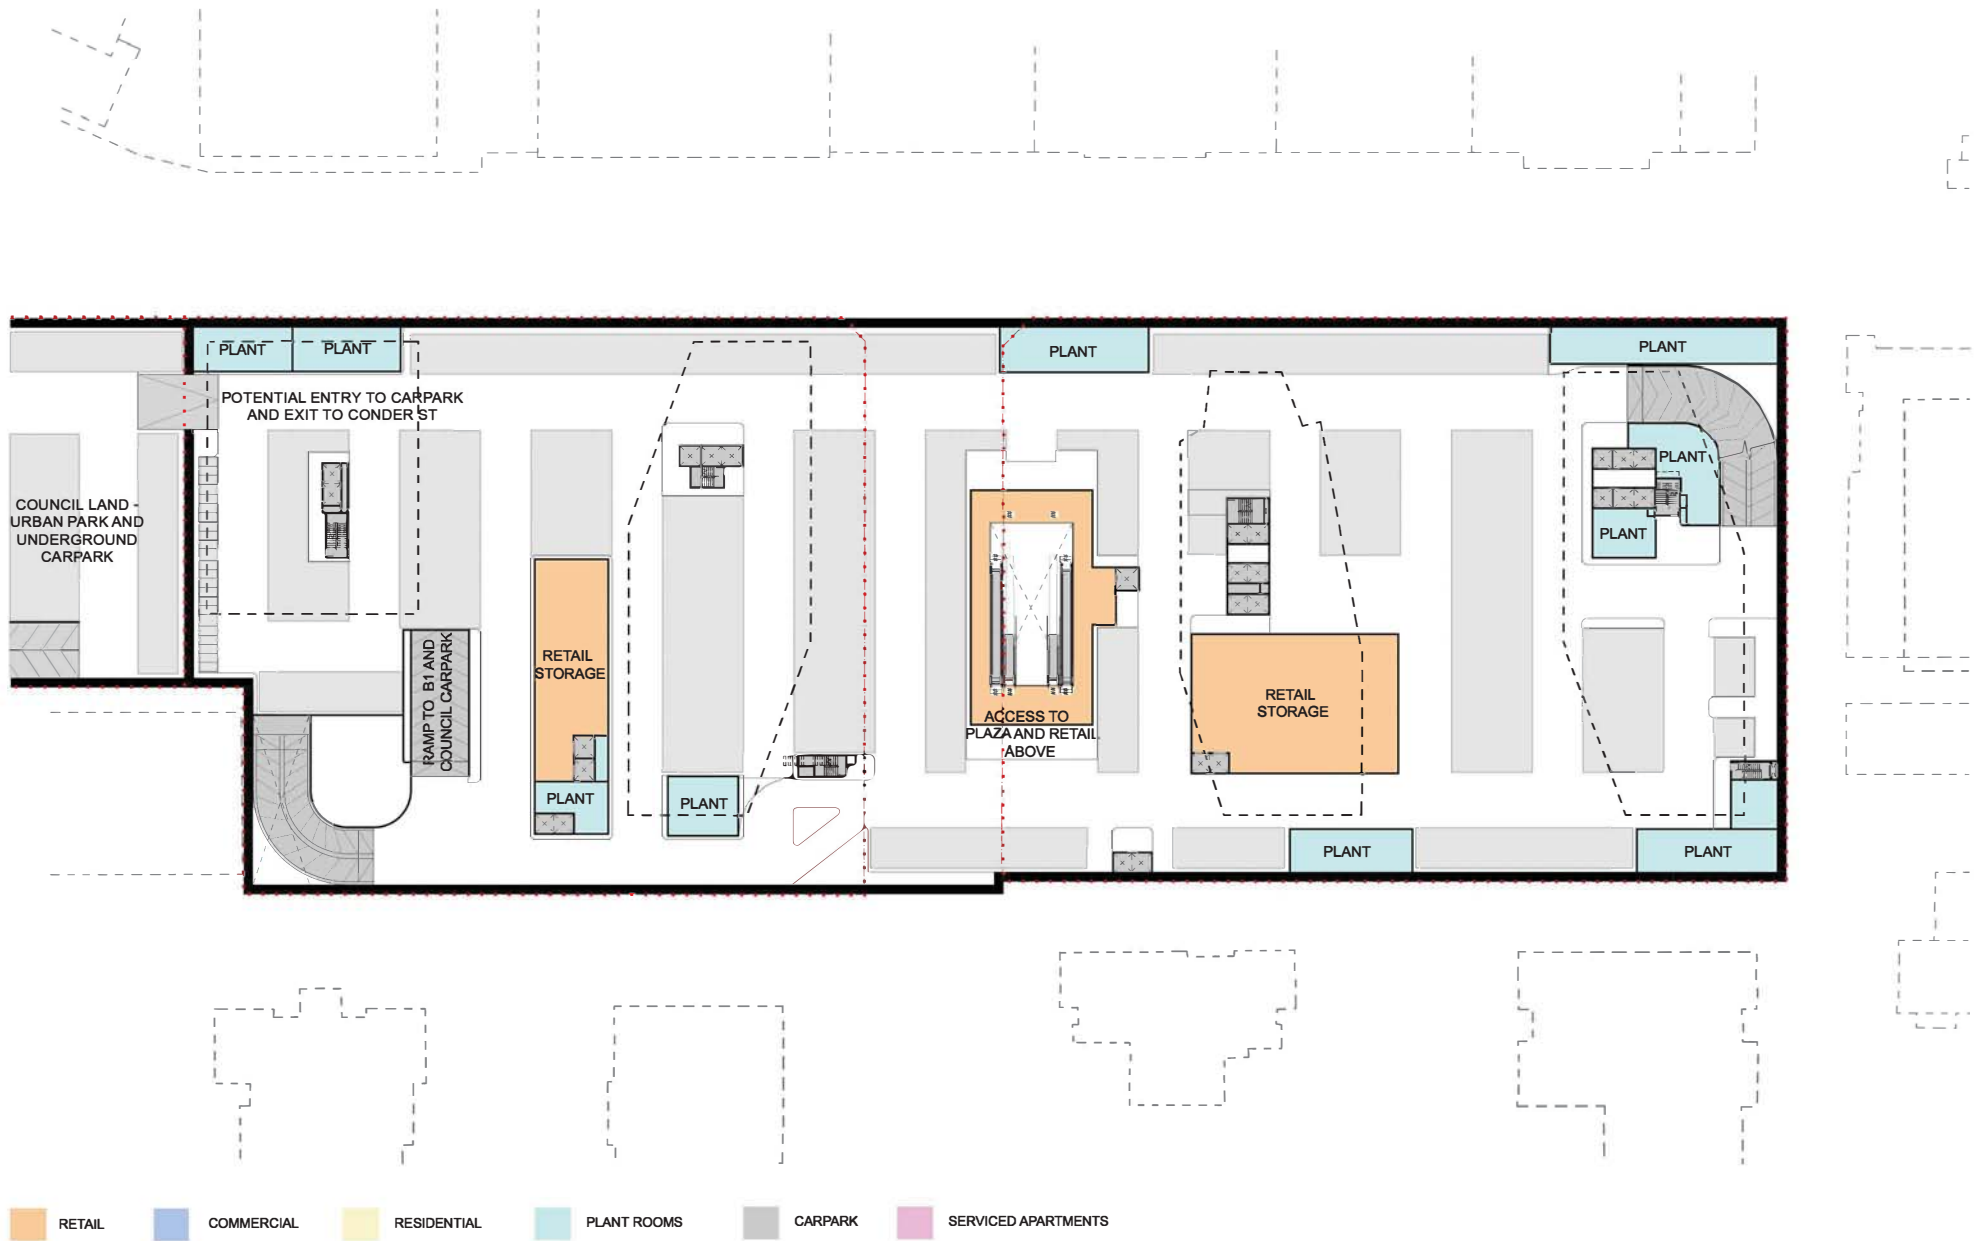 PLANT
PLANT
PLANT
PLANT
POTENTIAL ENTRY TO CARPARK
AND EXIT TO CONDER ST
COUNCIL LAND -
URBAN PARK AND
UNDERGROUND
CARPARK
PLANT
PLANT
RAMP TO B1 AND
COUNCIL CARPARK
RETAIL
STORAGE
ACCESS TO
PLAZA AND RETAIL
ABOVE
RETAIL
STORAGE
PLANT
PLANT
PLANT
PLANT
RETAIL
COMMERCIAL
RESIDENTIAL
PLANT ROOMS
CARPARK
SERVICED APARTMENTS